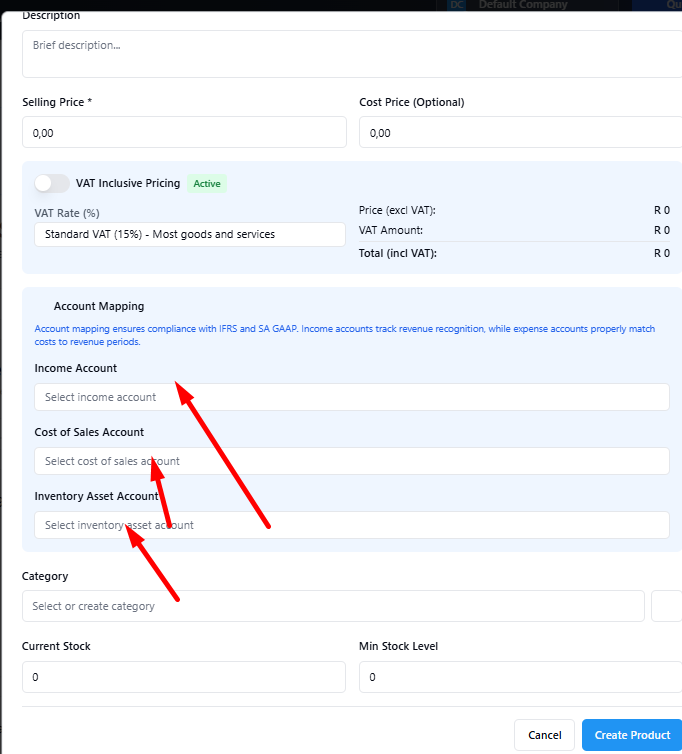 DC Default Company Qu
Description
Brief description...
Selling Price * Cost Price (Optional)
0,00 0,00
VAT Inclusive Pricing Active
VAT Rate (%)
Standard VAT (15%) - Most goods and services
Price (excl VAT): R 0
VAT Amount: R 0
Total (incl VAT): R 0
Account Mapping
Account mapping ensures compliance with IFRS and SA GAAP. Income accounts track revenue recognition, while expense accounts properly match
costs to revenue periods.
Income Account
Select income account
Cost of Sales Account
Select cost of sales account
Inventory Asset Account
Select inventory asset account
Category
Select or create category
Current Stock Min Stock Level
0 0
Cancel Create Product